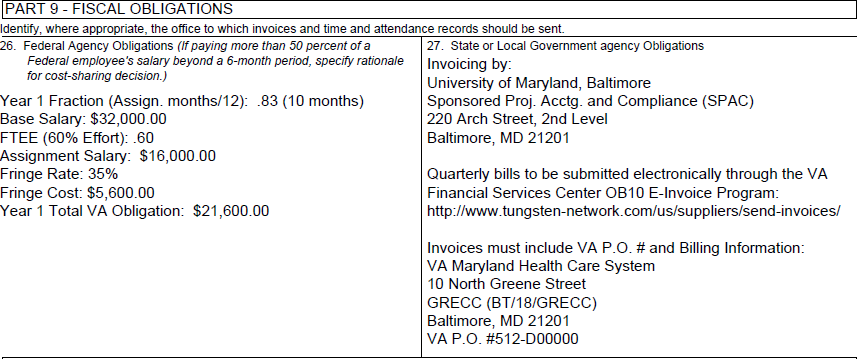 PART 9 - FISCAL OBLIGATIONS
Identify, where appropriate, the office to which invoices and time and attendance records should be sent.
26. Federal Agency Obligations (If paying more than 50 percent of a
Federal employee's salary beyond a 6-month period, specify rationale
for cost-sharing decision.)
Year 1 Fraction (Assign. months/12): .83 (10 months)
Base Salary: $32,000.00
FTEE (60% Effort): .60
Assignment Salary: $16,000.00
Fringe Rate: 35%
Fringe Cost: $5,600.00
Year 1 Total VA Obligation: $21,600.00
27. State or Local Government agency Obligations
Invoicing by:
University of Maryland, Baltimore
Sponsored Proj. Acctg. and Compliance (SPAC)
220 Arch Street, 2nd Level
Baltimore, MD 21201
Quarterly bills to be submitted electronically through the VA
Financial Services Center OB10 E-Invoice Program:
http://www.tungsten-network.com/us/suppliers/send-invoices/
Invoices must include VA P.O. # and Billing Information:
VA Maryland Health Care System
10 North Greene Street
GRECC (BT/18/GRECC)
Baltimore, MD 21201
VA P.O. #512-D00000